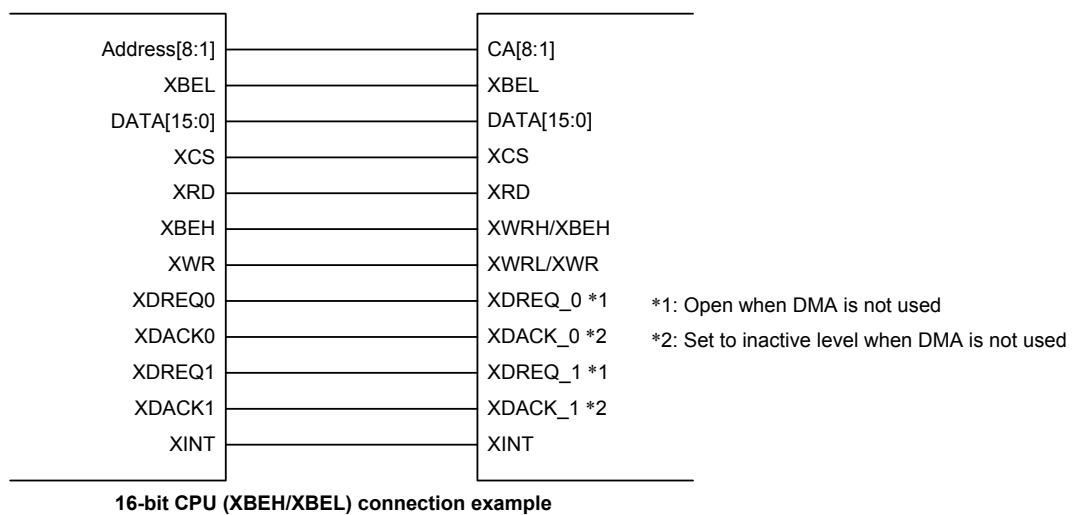 Address[8:1] CA[8:1]
XBEL XBEL
DATA[15:0] DATA[15:0]
XCS XCS
XRD XRD
XBEH XWRH/XBEH
XWR XWRL/XWR
XDREQ0 XDREQ_0 *1 *1: Open when DMA is not used
XDACK0 XDACK_0 *2 *2: Set to inactive level when DMA is not used
XDREQ1 XDREQ_1 *1
XDACK1 XDACK_1 *2
XINT XINT
16-bit CPU (XBEH/XBEL) connection example